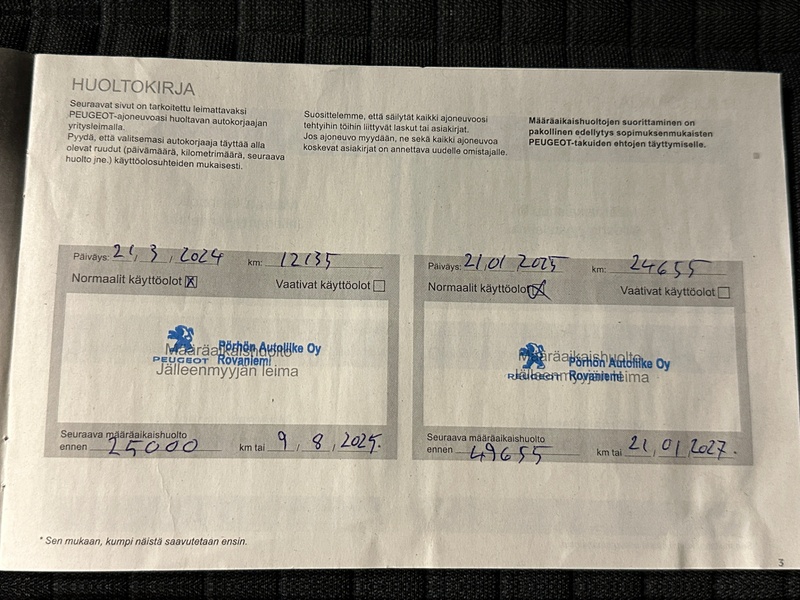 HUOLTOKIRJA
Seuraavat sivut on tarkoitettu leimattavaksi
PEUGEOT-ajoneuvoasi huoltavan autokorjaajan
yritysleimalla.
Pyydä, että valitsemasi autokorjaaja täyttää alla
olevat ruudut (päivämäärä, kilometrimäärä, seuraava
huolto jne.) käyttöolosuhteiden mukaisesti.
Suosittelemme, että säilytät kaikki ajoneuvoosi
tehtyihin töihin liittyvät laskut tai asiakirjat.
Jos ajoneuvo myydään, ne sekä kaikki ajoneuvoa
koskevat asiakirjat on annettava uudelle omistajalle.
Määräaikaishuoltojen suorittaminen on
pakollinen edellytys sopimuksenmukaisten
PEUGEOT-takuiden ehtojen täyttymiselle.
Päiväys: 21, 3, 2024 km: 12135
Normaalit käyttöolot Vaativat käyttöolot
Määräaikaishuolto
Jälleenmyyjän leima
PEUGEOT
Pörhön Autoliike Oy
Rovaniemi
Seuraava määräaikaishuolto
ennen 25000 km tai 9, 8, 2025.
Päiväys: 21,01,2025 km: 24655
Normaalit käyttöolot Vaativat käyttöolot
Määräaikaishuolto
Jälleenmyyjän leima
PEUGEOT
Pörhön Autoliike Oy
Rovaniemi
Seuraava määräaikaishuolto
ennen 49655 km tai 21, 01, 2027.
* Sen mukaan, kumpi näistä saavutetaan ensin.
3